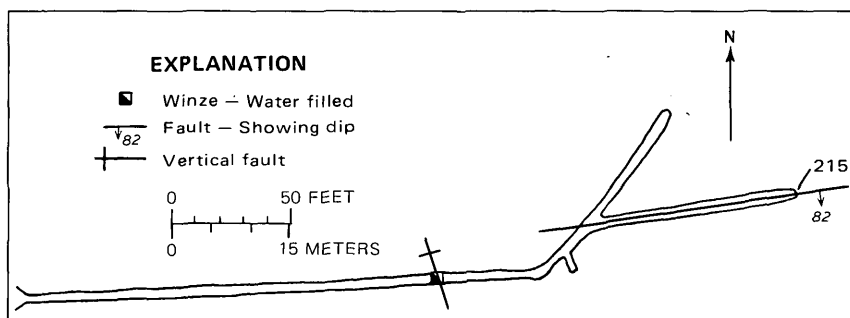 EXPLANATION
Winze – Water filled
82
Fault – Showing dip
Vertical fault
0 50 FEET
0 15 METERS
N
215
82